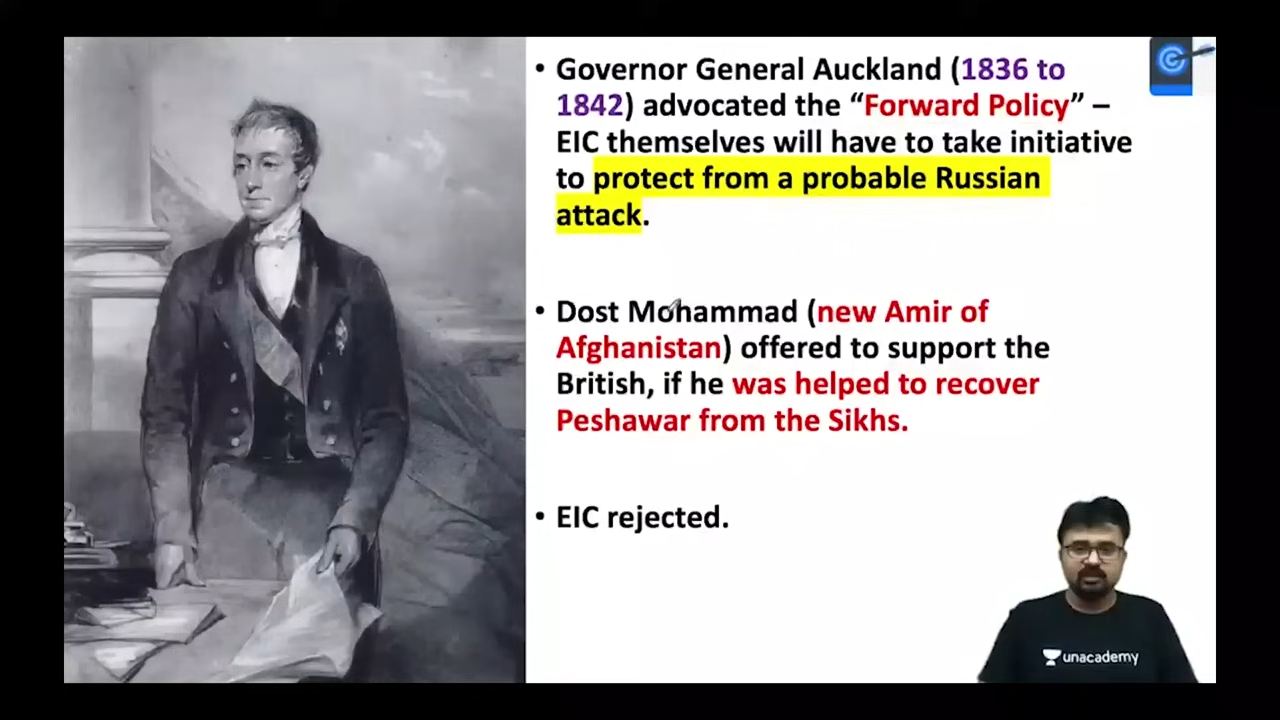 • Governor General Auckland (1836 to
1842) advocated the “Forward Policy” –
EIC themselves will have to take initiative
to protect from a probable Russian
attack.
• Dost Mohammad (new Amir of
Afghanistan) offered to support the
British, if he was helped to recover
Peshawar from the Sikhs.
• EIC rejected.
unacademy